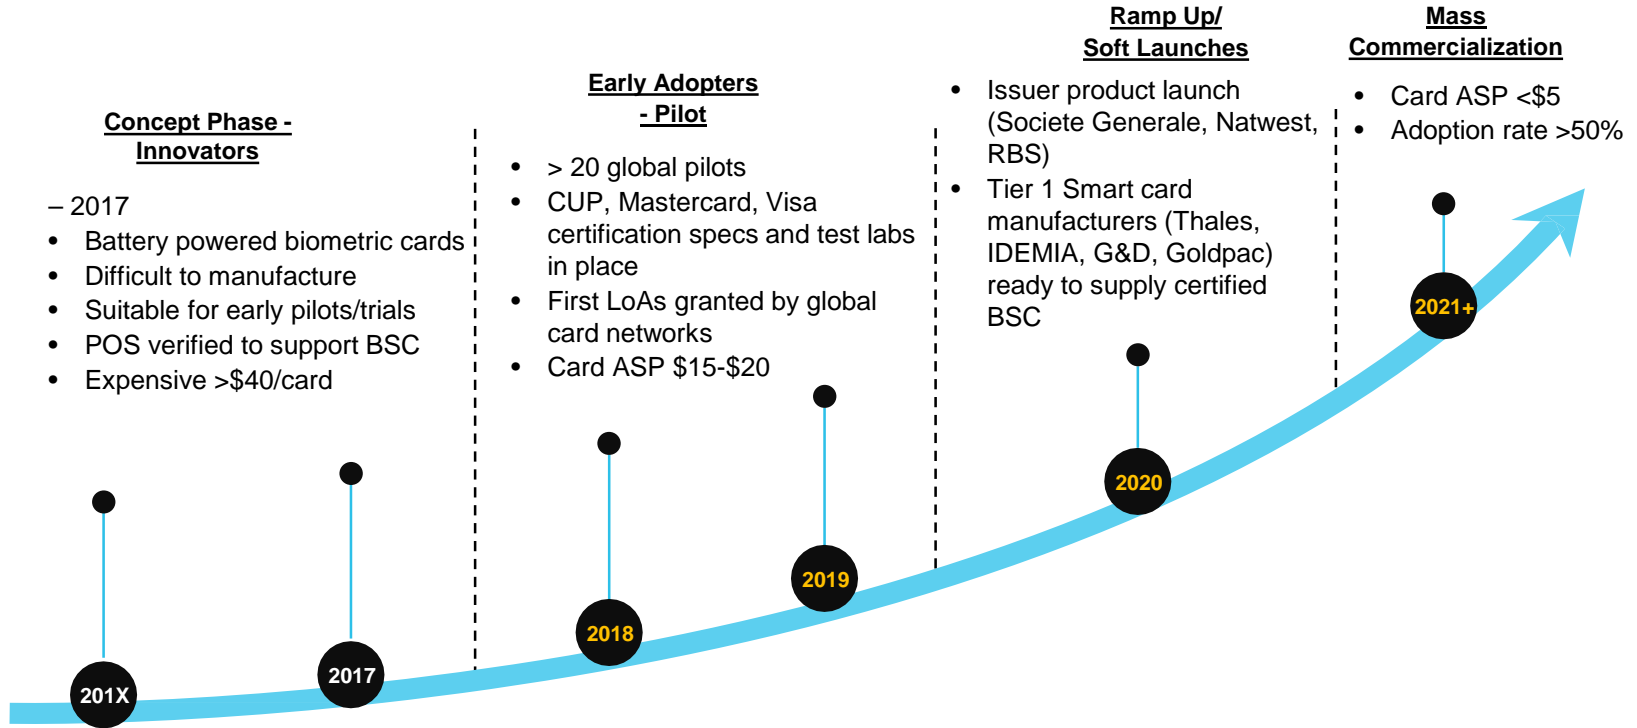 Concept Phase -
Innovators
– 2017
• Battery powered biometric cards
• Difficult to manufacture
• Suitable for early pilots/trials
• POS verified to support BSC
• Expensive >$40/card
Early Adopters
- Pilot
• > 20 global pilots
• CUP, Mastercard, Visa
certification specs and test labs
in place
• First LoAs granted by global
card networks
• Card ASP $15-$20
Ramp Up/
Soft Launches
• Issuer product launch
(Societe Generale, Natwest,
RBS)
• Tier 1 Smart card
manufacturers (Thales,
IDEMIA, G&D, Goldpac)
ready to supply certified
BSC
Mass
Commercialization
• Card ASP <$5
• Adoption rate >50%
201X
2017
2018
2019
2020
2021+